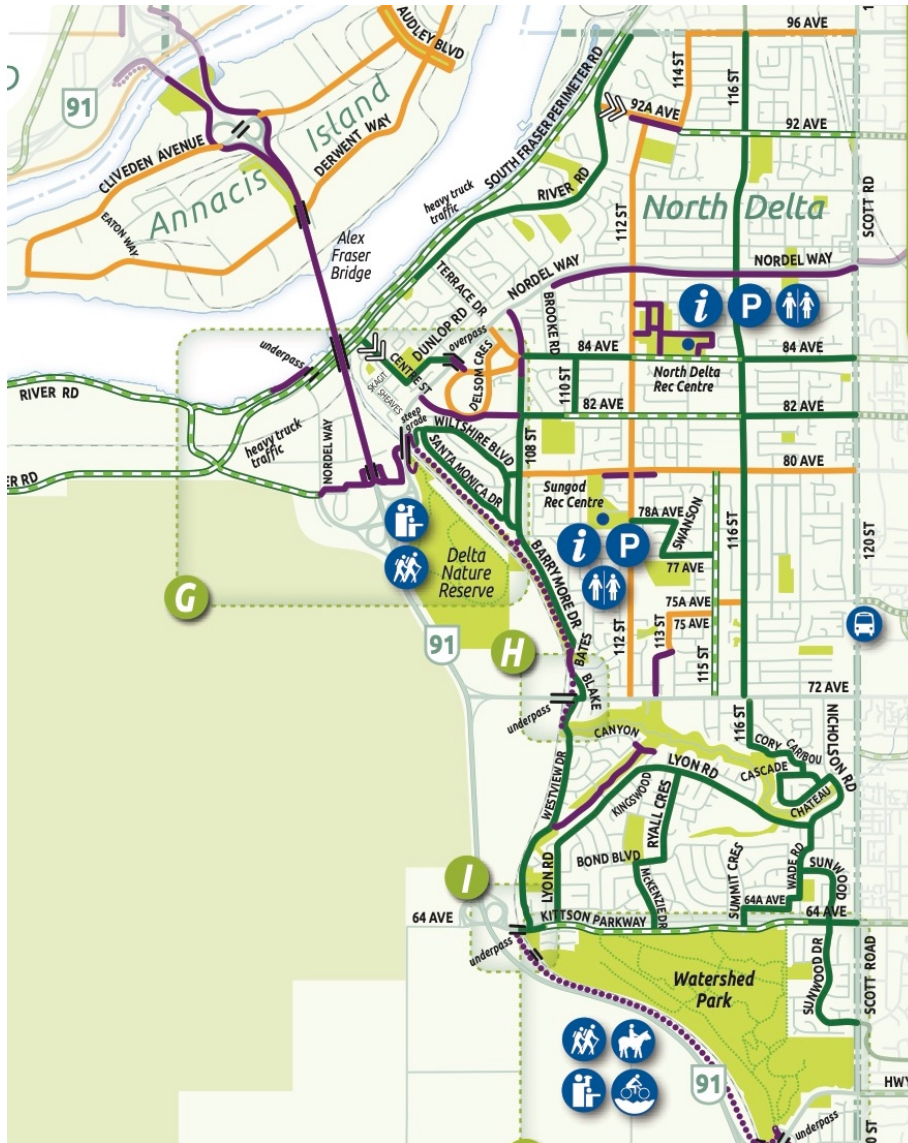 AUDLEY BLVD
96 AVE
114 ST
116 ST
SOUTH FRASER PERIMETER RD
91
Annacis
Island
CLIVEDEN AVENUE
DERWENT WAY
92A AVE
92 AVE
heavy truck
traffic
RIVER RD
EATON WAY
Alex
Fraser
Bridge
112 ST
North Delta
SCOTT RD
TERRACE DR
NORDEL WAY
NORDEL WAY
i
P
BROOKE RD
DUNLOP RD
underpass
overpass
CENTRE ST
DELSOM CRES
84 AVE
84 AVE
North Delta
Rec Centre
SKAGIT
SHEAVES
110 ST
RIVER RD
82 AVE
82 AVE
steep
grade
heavy truck
traffic
NORDEL WAY
WILTSHIRE BLVD
108 ST
SANTA MONICA DR
ER RD
80 AVE
Sungod
Rec Centre
78A AVE
SWANSON
116 ST
120 ST
i
P
77 AVE
Delta
Nature
Reserve
BARRYMORE DR
G
75A AVE
75 AVE
112 ST
113 ST
115 ST
91
H
BATES
BLAKE
72 AVE
underpass
CANYON
116 ST
CORY
CARIBOU
NICHOLSON RD
WESTVIEW DR
LYON RD
CASCADE
CHATEAU
KINGSWOOD
RYALL CRES
BOND BLVD
LYON RD
MCKENZIE DR
SUMMIT CRES
WADE RD
SUNWOOD
I
64A AVE
64 AVE
KITTSON PARKWAY
64 AVE
underpass
Watershed
Park
SUNWOOD DR
SCOTT ROAD
91
HWY
underpass
ST